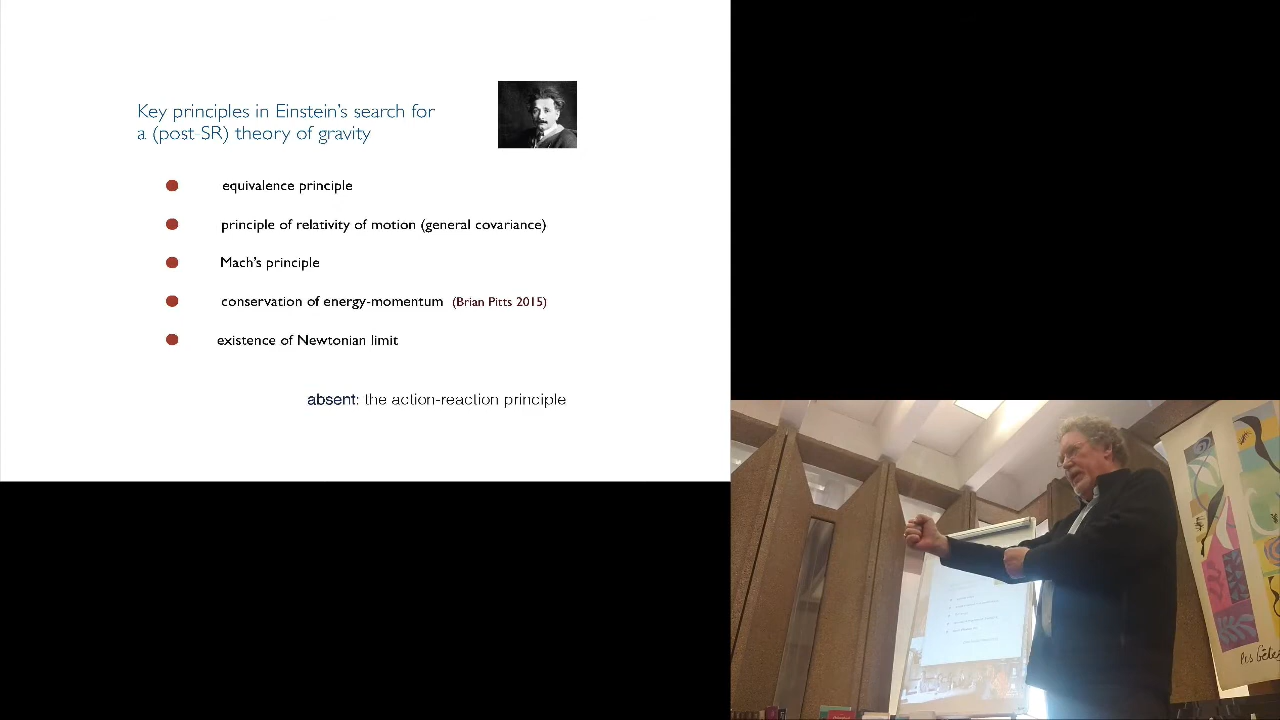 Key principles in Einstein's search for
a (post-SR) theory of gravity
equivalence principle
principle of relativity of motion (general covariance)
Mach's principle
conservation of energy-momentum (Brian Pitts 2015)
existence of Newtonian limit
absent: the action-reaction principle